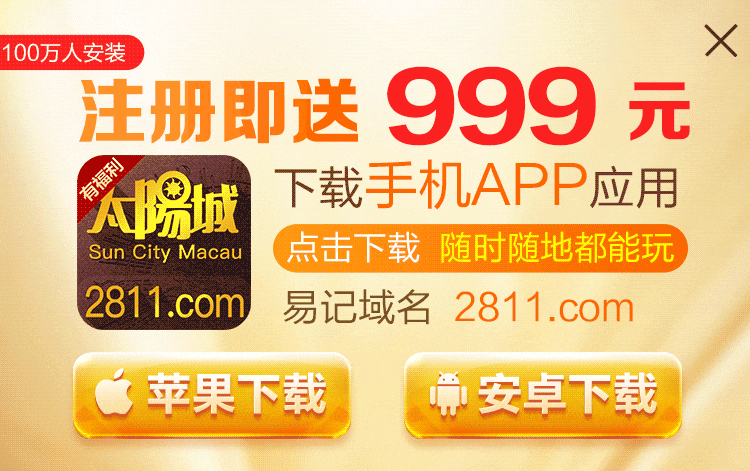 100万人安装
注册即送 999 元
有福利
太陽城
Sun City Macau
2811.com
下载手机APP应用
点击下载 随时随地都能玩
易记域名 2811.com
苹果下载
安卓下载